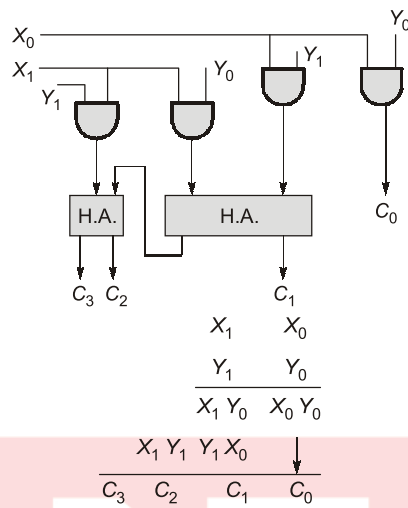 X₀ Y₀
X₁ Y₀ Y₁
Y₁
H.A. H.A.
C₀
C₃ C₂ C₁
X₁ X₀
Y₁ Y₀
X₁ Y₀ X₀ Y₀
X₁ Y₁ Y₁ X₀
C₃ C₂ C₁ C₀